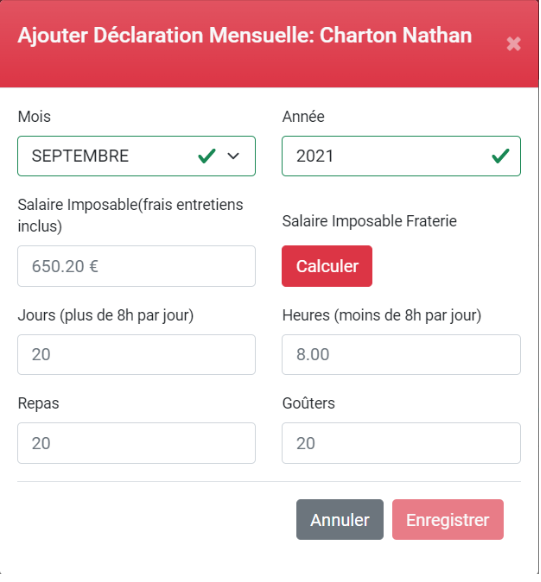 Ajouter Déclaration Mensuelle: Charton Nathan
Mois
Année
SEPTEMBRE
2021
Salaire Imposable(frais entretiens
inclus)
Salaire Imposable Fraterie
650.20 €
Calculer
Jours (plus de 8h par jour)
Heures (moins de 8h par jour)
20
8.00
Repas
Goûters
20
20
Annuler
Enregistrer